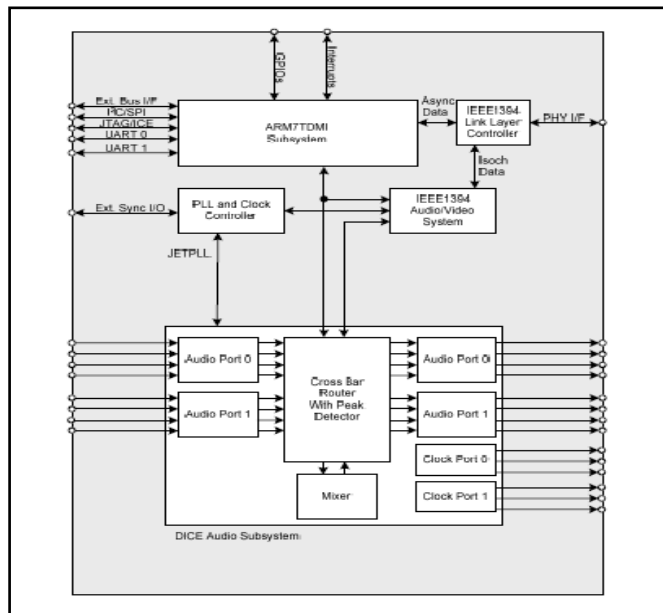 GPIOs
Interrupts
Ext. Bus I/F
I²C/SPI
JTAG/ICE
UART 0
UART 1
ARM7TDMI
Subsystem
Async
Data
IEEE1394
Link Layer
Controller
PHY I/F
Isoch
Data
Ext. Sync I/O
PLL and Clock
Controller
IEEE1394
Audio/Video
System
JETPLL
Audio Port 0
Audio Port 1
Cross Bar
Router
With Peak
Detector
Audio Port 0
Audio Port 1
Clock Port 0
Clock Port 1
Mixer
DICE Audio Subsystem